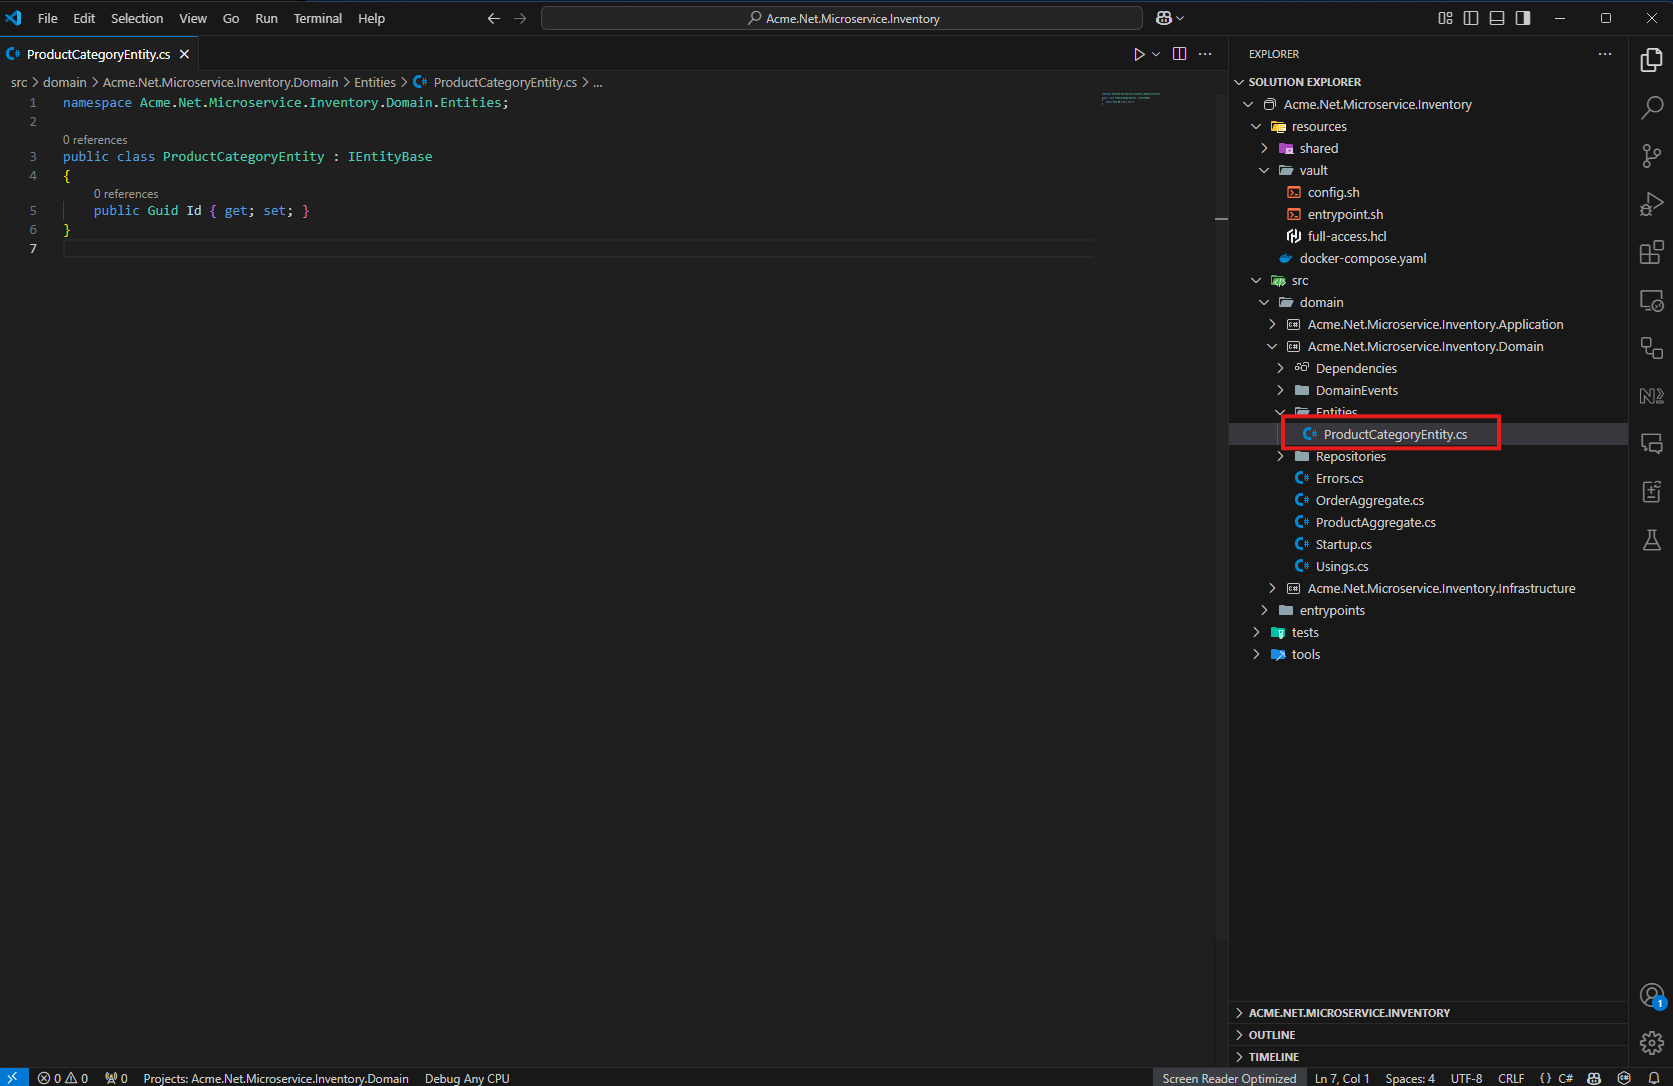 File Edit Selection View Go Run Terminal Help
Acme.Net.Microservice.Inventory
ProductCategoryEntity.cs
src > domain > Acme.Net.Microservice.Inventory.Domain > Entities > ProductCategoryEntity.cs > ...
1 namespace Acme.Net.Microservice.Inventory.Domain.Entities;
2
0 references
3 public class ProductCategoryEntity : IEntityBase
4 {
0 references
5 public Guid Id { get; set; }
6 }
7
EXPLORER
SOLUTION EXPLORER
Acme.Net.Microservice.Inventory
resources
shared
vault
config.sh
entrypoint.sh
full-access.hcl
docker-compose.yaml
src
domain
Acme.Net.Microservice.Inventory.Application
Acme.Net.Microservice.Inventory.Domain
Dependencies
DomainEvents
Entities
ProductCategoryEntity.cs
Repositories
Errors.cs
OrderAggregate.cs
ProductAggregate.cs
Startup.cs
Usings.cs
Acme.Net.Microservice.Inventory.Infrastructure
entrypoints
tests
tools
ACME.NET.MICROSERVICE.INVENTORY
OUTLINE
TIMELINE
1
0 0 0 Projects: Acme.Net.Microservice.Inventory.Domain Debug Any CPU Screen Reader Optimized Ln 7, Col 1 Spaces: 4 UTF-8 CRLF {} C#